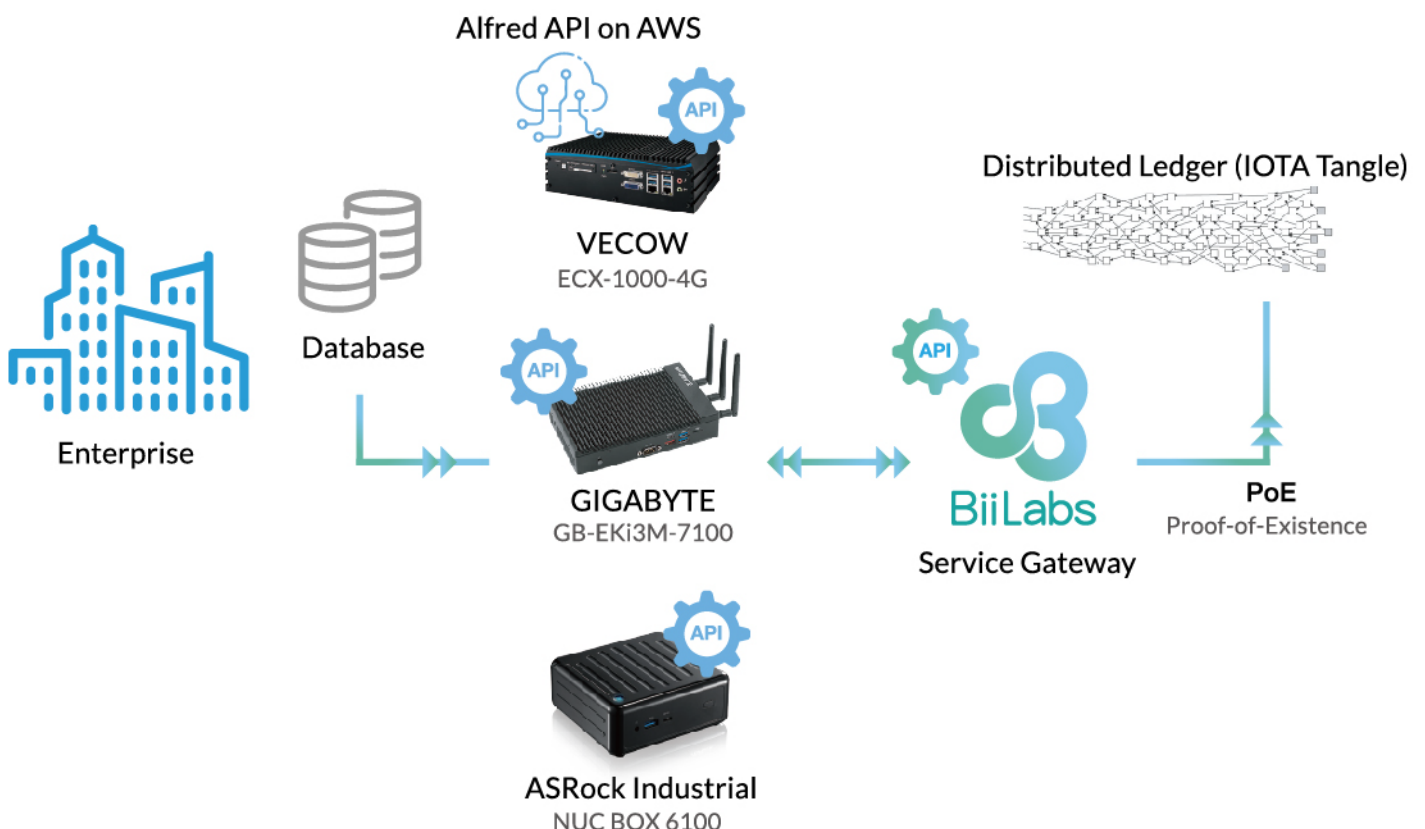 Alfred API on AWS
API
VECOW
ECX-1000-4G
Distributed Ledger (IOTA Tangle)
Enterprise
Database
API
GIGABYTE
GB-EKi3M-7100
API
BiiLabs
Service Gateway
PoE
Proof-of-Existence
API
ASRock Industrial
NUC BOX 6100